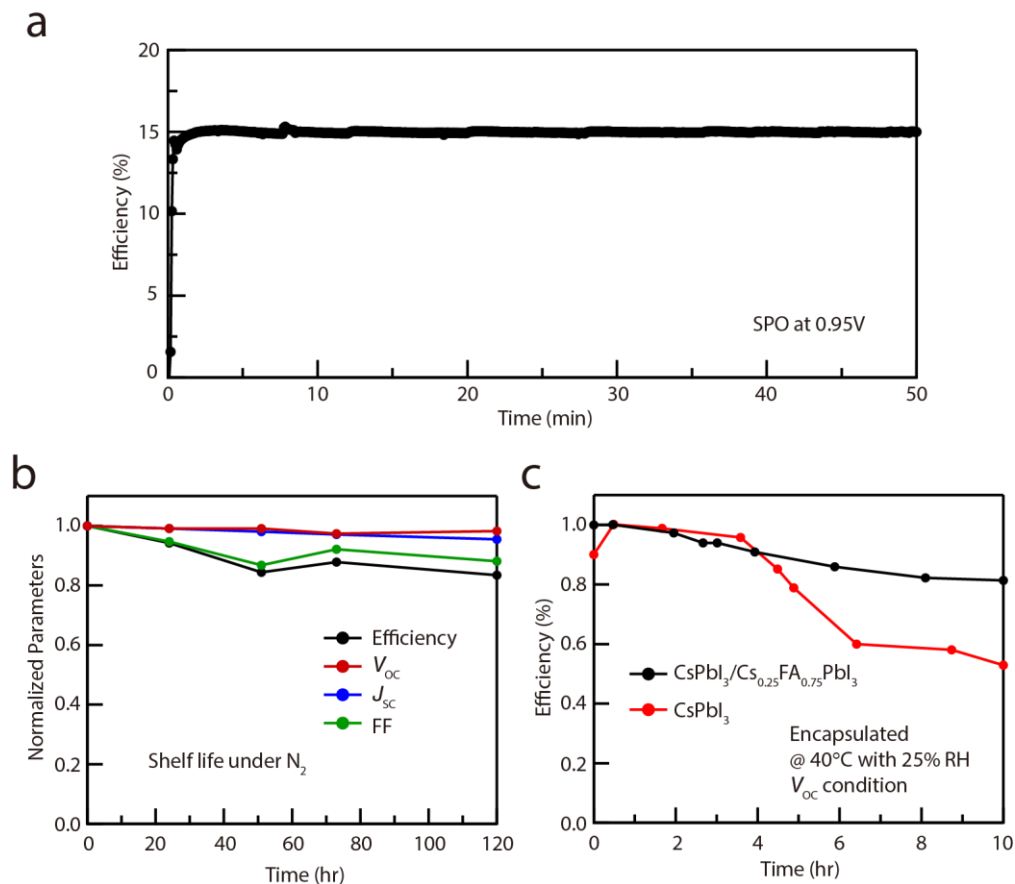 a
20
15
10
5
0
Efficiency (%)
SPO at 0.95V
0 10 20 30 40 50
Time (min)
b
1.0
0.8
0.6
0.4
0.2
0.0
Normalized Parameters
Efficiency
V_OC
J_SC
FF
Shelf life under N₂
0 20 40 60 80 100 120
Time (hr)
c
1.0
0.8
0.6
0.4
0.2
0.0
Efficiency (%)
CsPbI₃/Cs₀.₂₅FA₀.₇₅PbI₃
CsPbI₃
Encapsulated
@ 40°C with 25% RH
V_OC condition
0 2 4 6 8 10
Time (hr)